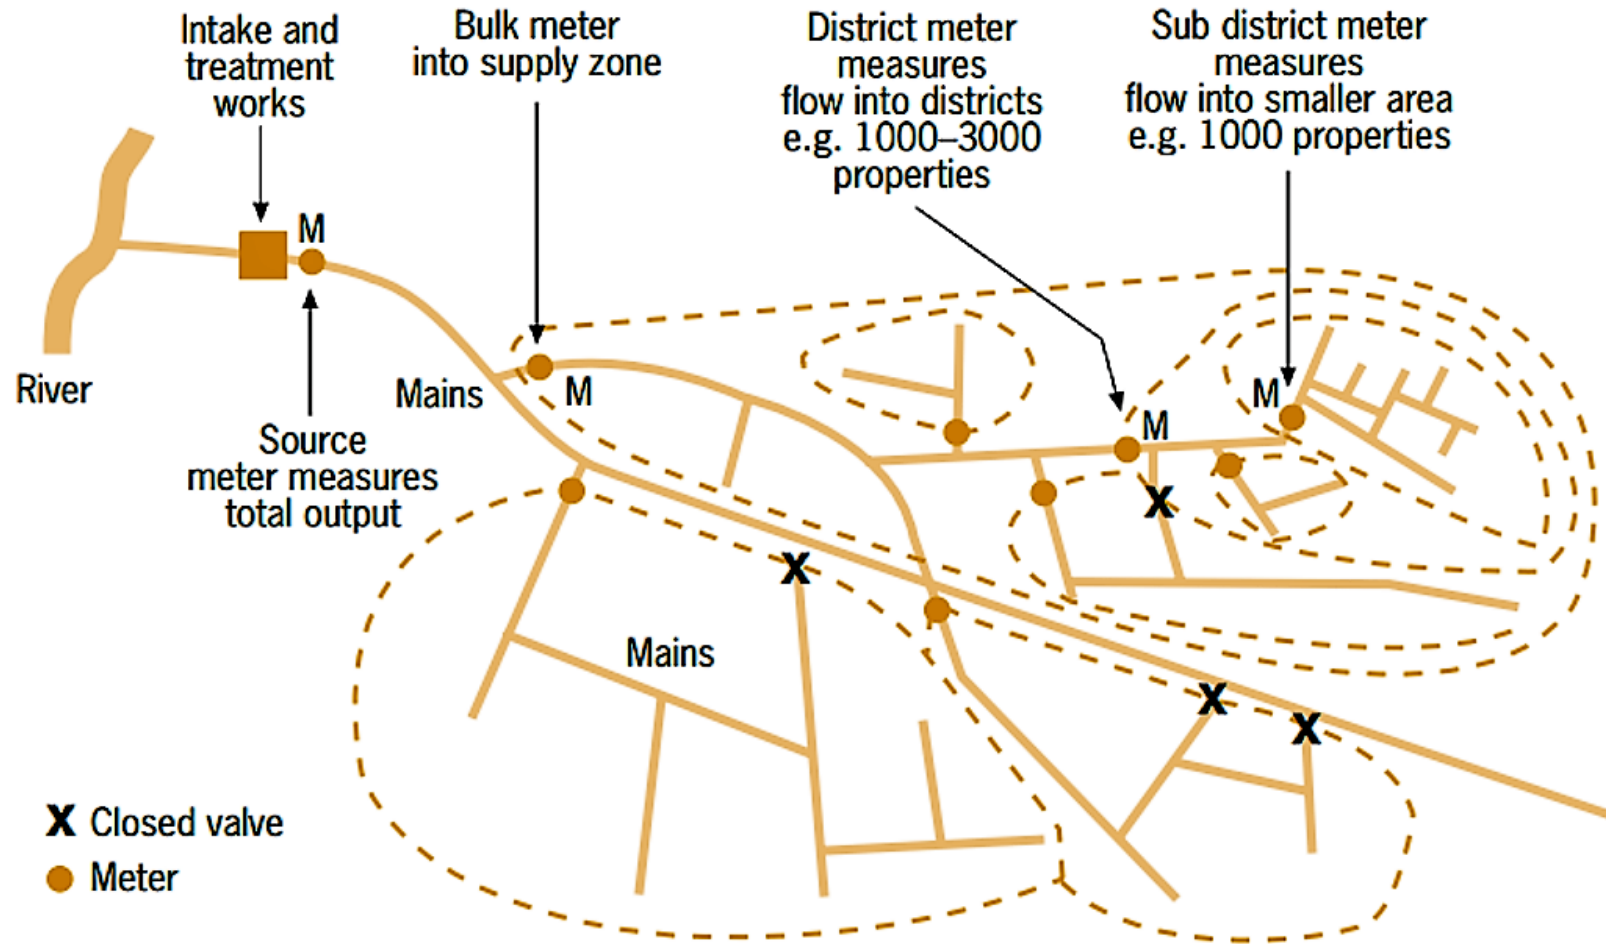 Intake and
treatment
works
Bulk meter
into supply zone
District meter
measures
flow into districts
e.g. 1000–3000
properties
Sub district meter
measures
flow into smaller area
e.g. 1000 properties
M
M
M
M
River
Mains
Source
meter measures
total output
Mains
X
X
X
X
X Closed valve
Meter